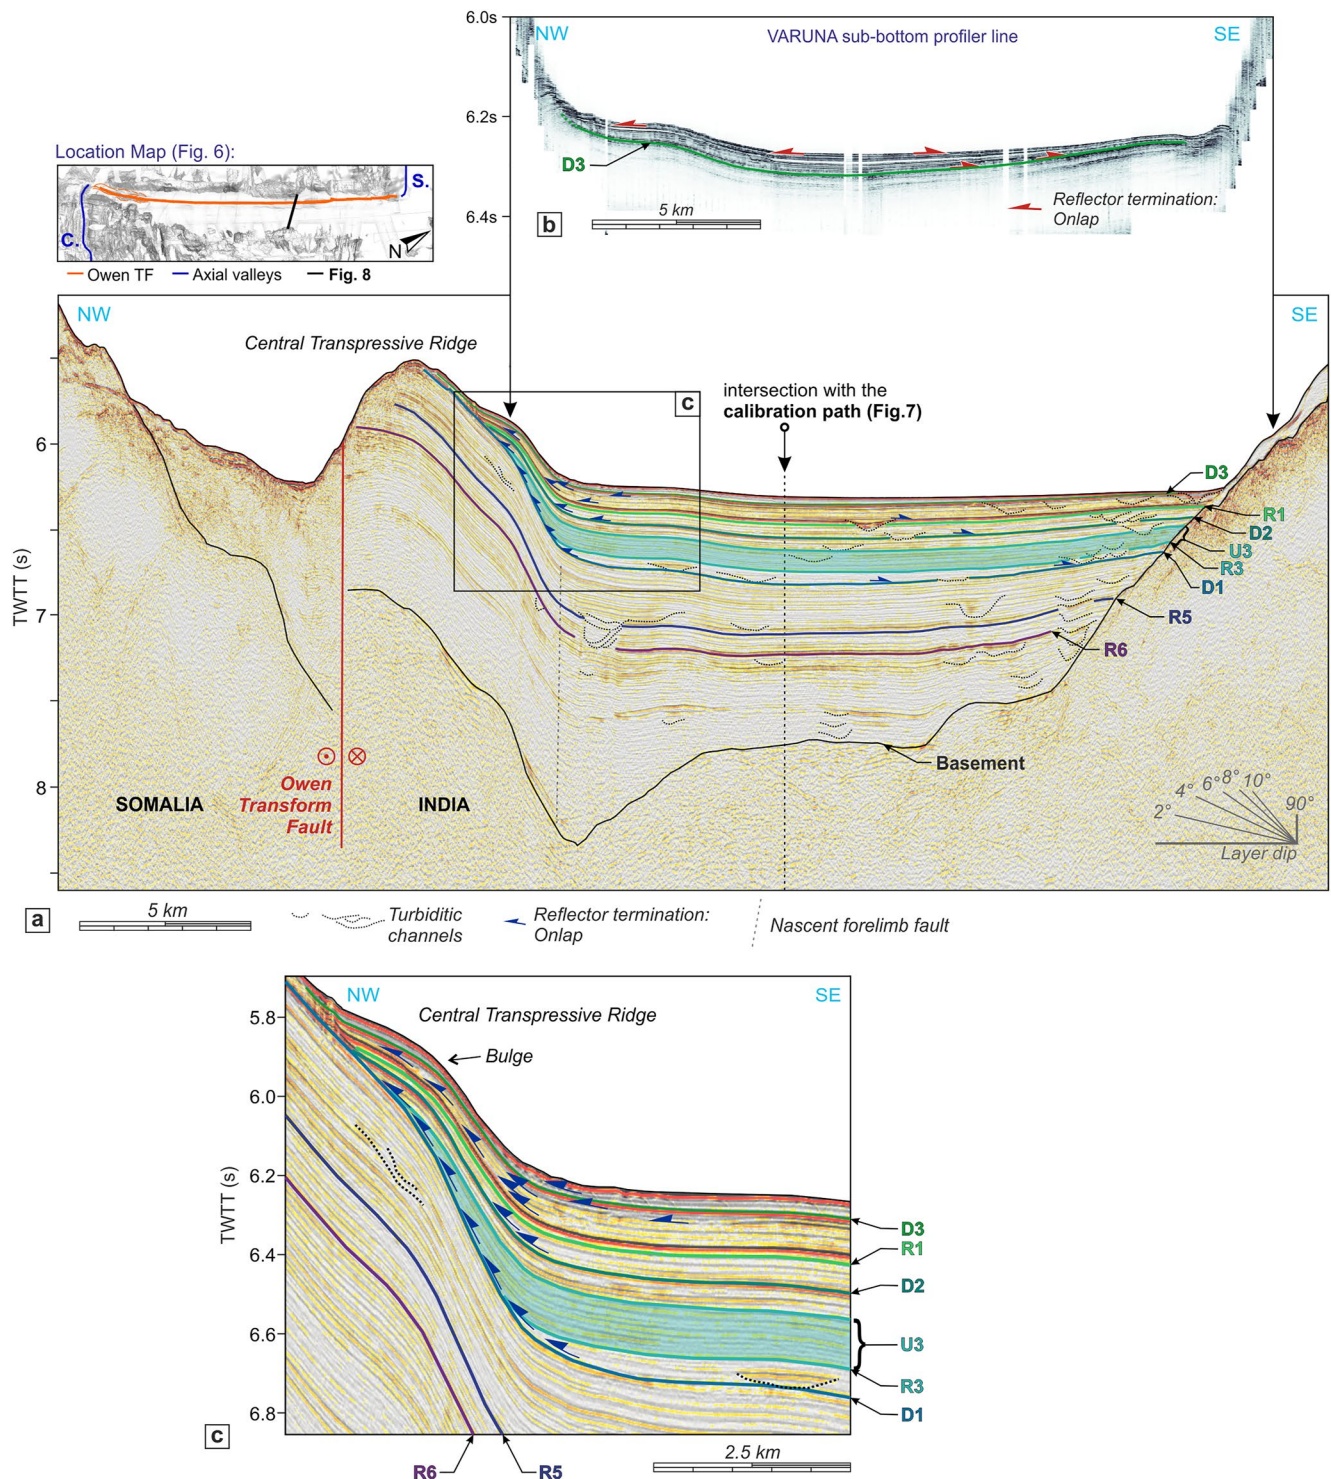 6.0s
NW
VARUNA sub-bottom profiler line
SE
6.2s
D3
6.4s
b
5 km
Reflector termination:
Onlap
Location Map (Fig. 6):
S.
C.
N
Owen TF
Axial valleys
Fig. 8
NW
SE
Central Transpressive Ridge
c
intersection with the
calibration path (Fig.7)
6
D3
R1
D2
U3
R3
D1
R5
R6
TWTT (s)
7
8
Basement
SOMALIA
Owen
Transform
Fault
INDIA
2°
4°
6°
8°
10°
90°
Layer dip
a
5 km
Turbiditic
channels
Reflector termination:
Onlap
Nascent forelimb fault
NW
SE
Central Transpressive Ridge
Bulge
5.8
6.0
6.2
TWTT (s)
6.4
6.6
6.8
D3
R1
D2
U3
R3
D1
c
R6
R5
2.5 km